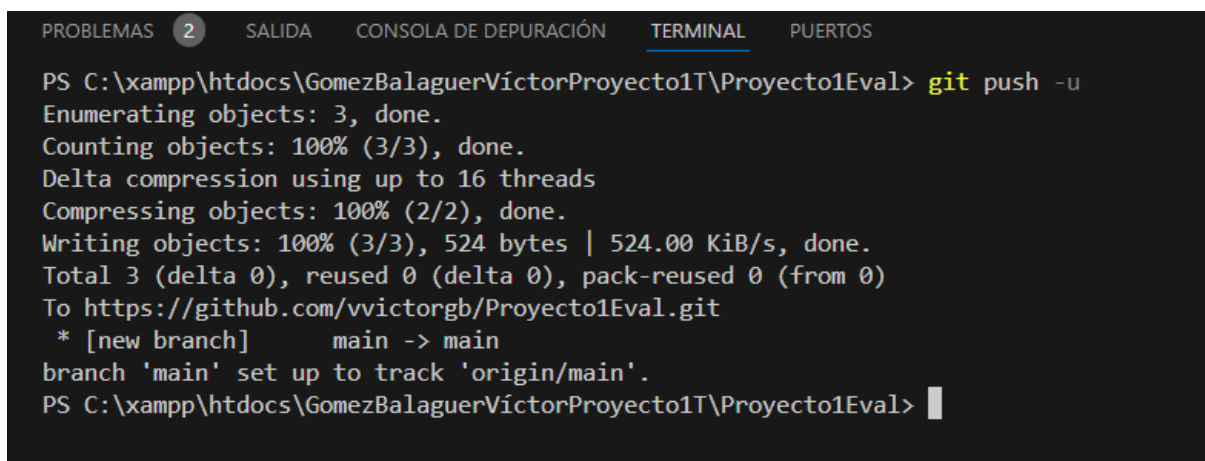 PROBLEMAS 2 SALIDA CONSOLA DE DEPURACIÓN TERMINAL PUERTOS
PS C:\xampp\htdocs\GomezBalaguerVíctorProyecto1T\Proyecto1Eval> git push -u
Enumerating objects: 3, done.
Counting objects: 100% (3/3), done.
Delta compression using up to 16 threads
Compressing objects: 100% (2/2), done.
Writing objects: 100% (3/3), 524 bytes | 524.00 KiB/s, done.
Total 3 (delta 0), reused 0 (delta 0), pack-reused 0 (from 0)
To https://github.com/vvictorgb/Proyecto1Eval.git
 * [new branch]      main -> main
branch 'main' set up to track 'origin/main'.
PS C:\xampp\htdocs\GomezBalaguerVíctorProyecto1T\Proyecto1Eval>